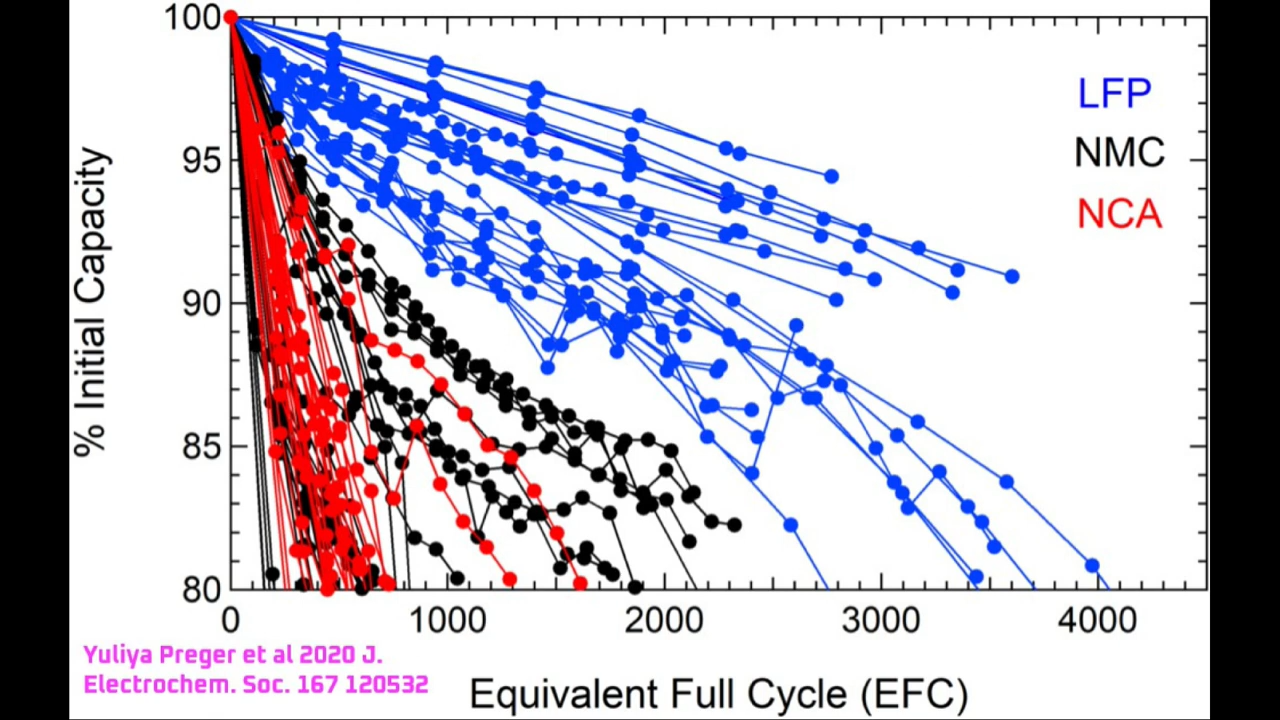 100
95
90
85
80
% Initial Capacity
LFP
NMC
NCA
0 1000 2000 3000 4000
Equivalent Full Cycle (EFC)
Yuliya Preger et al 2020 J.
Electrochem. Soc. 167 120532